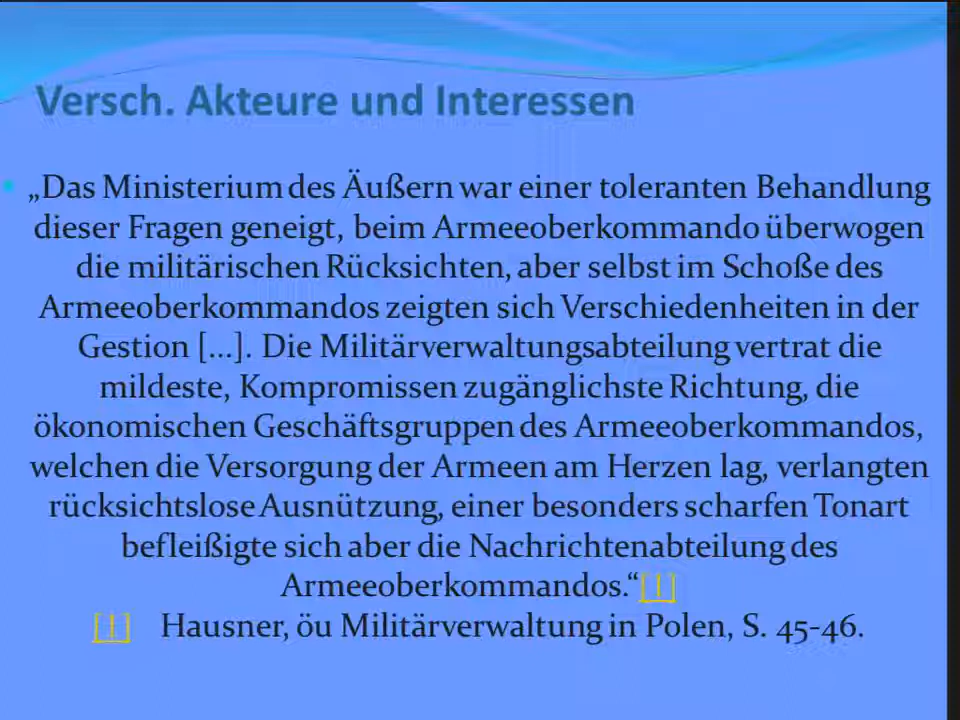 Versch. Akteure und Interessen
• „Das Ministerium des Äußern war einer toleranten Behandlung
dieser Fragen geneigt, beim Armeeoberkommando überwogen
die militärischen Rücksichten, aber selbst im Schoße des
Armeeoberkommandos zeigten sich Verschiedenheiten in der
Gestion [...]. Die Militärverwaltungsabteilung vertrat die
mildeste, Kompromissen zugänglichste Richtung, die
ökonomischen Geschäftsgruppen des Armeeoberkommandos,
welchen die Versorgung der Armeen am Herzen lag, verlangten
rücksichtslose Ausnützung, einer besonders scharfen Tonart
befleißigte sich aber die Nachrichtenabteilung des
Armeeoberkommandos.“[1]
[1] Hausner, öu Militärverwaltung in Polen, S. 45-46.